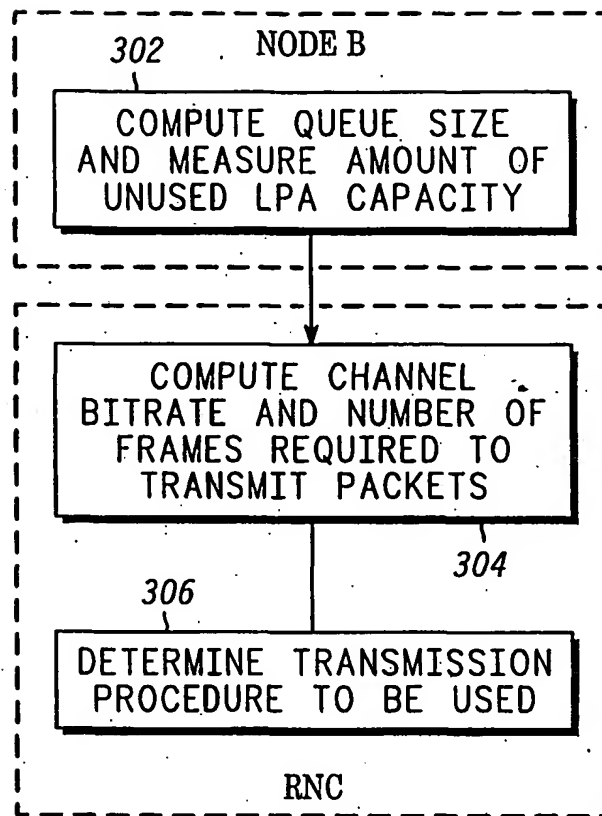 NODE B
302
COMPUTE QUEUE SIZE
AND MEASURE AMOUNT OF
UNUSED LPA CAPACITY
COMPUTE CHANNEL
BITRATE AND NUMBER OF
FRAMES REQUIRED TO
TRANSMIT PACKETS
304
306
DETERMINE TRANSMISSION
PROCEDURE TO BE USED
RNC